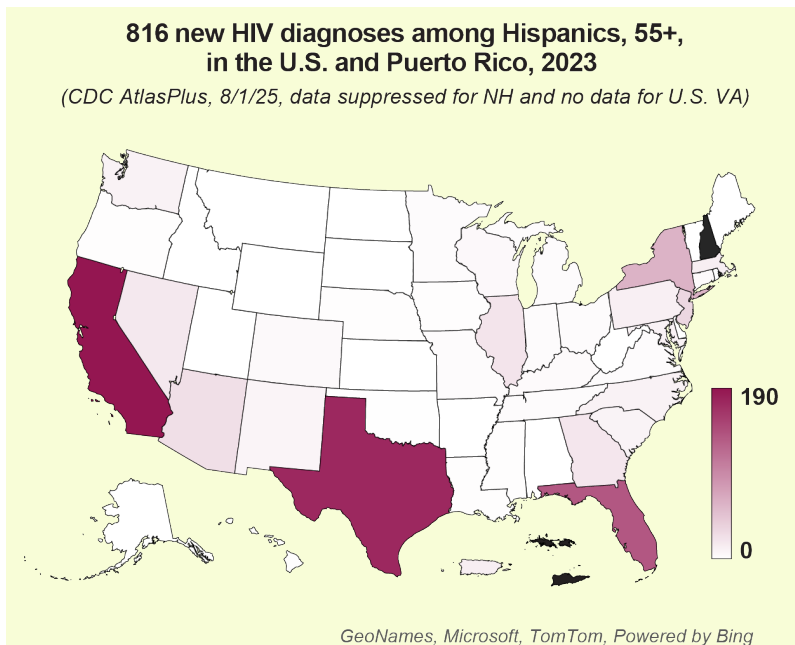 816 new HIV diagnoses among Hispanics, 55+,
in the U.S. and Puerto Rico, 2023
(CDC AtlasPlus, 8/1/25, data suppressed for NH and no data for U.S. VA)
190
0
GeoNames, Microsoft, TomTom, Powered by Bing